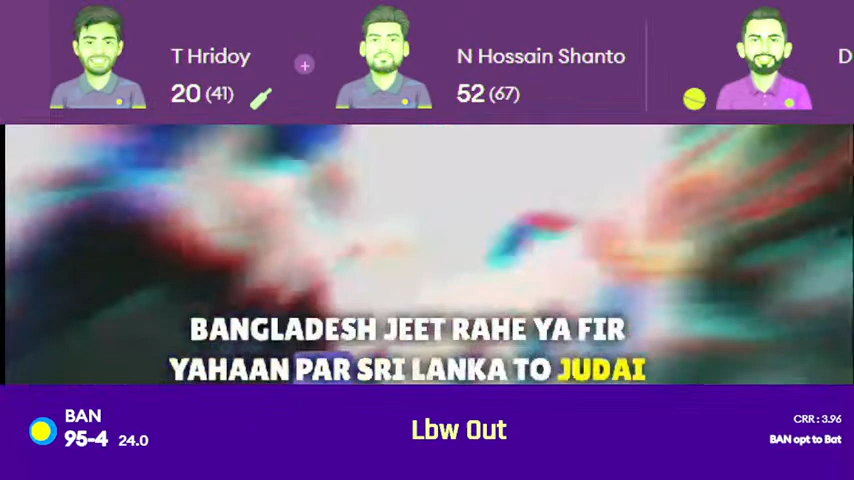 T Hridoy
20 (41)
+
N Hossain Shanto
52 (67)
D
BANGLADESH JEET RAHE YA FIR
YAHAAN PAR SRI LANKA TO JUDAI
BAN
95-4 24.0
Lbw Out
CRR : 3.96
BAN opt to Bat